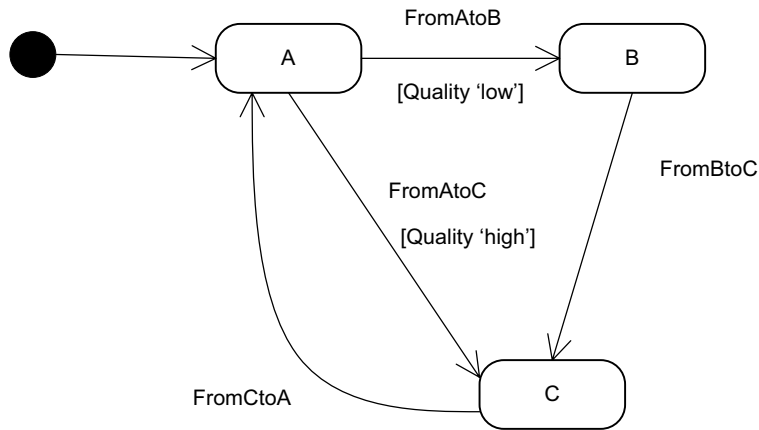 FromAtoB
A
B
[Quality ‘low’]
FromBtoC
FromAtoC
[Quality ‘high’]
FromCtoA
C